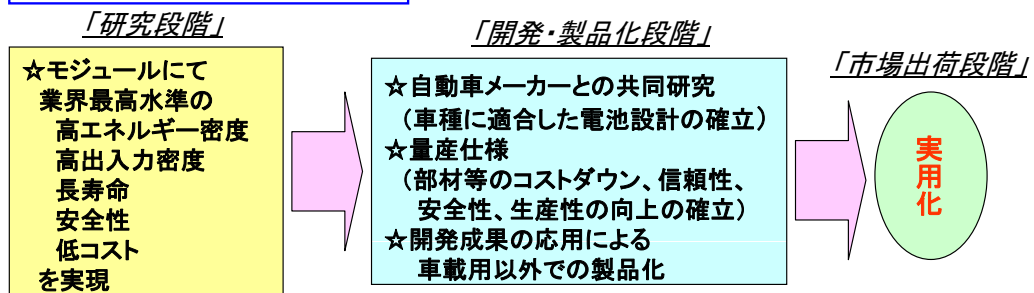 「研究段階」
☆モジュールにて
業界最高水準の
高エネルギー密度
高出入力密度
長寿命
安全性
低コスト
を実現
「開発・製品化段階」
☆自動車メーカーとの共同研究
（車種に適合した電池設計の確立）
☆量産仕様
（部材等のコストダウン、信頼性、
安全性、生産性の向上の確立）
☆開発成果の応用による
車載用以外での製品化
「市場出荷段階」
実用化